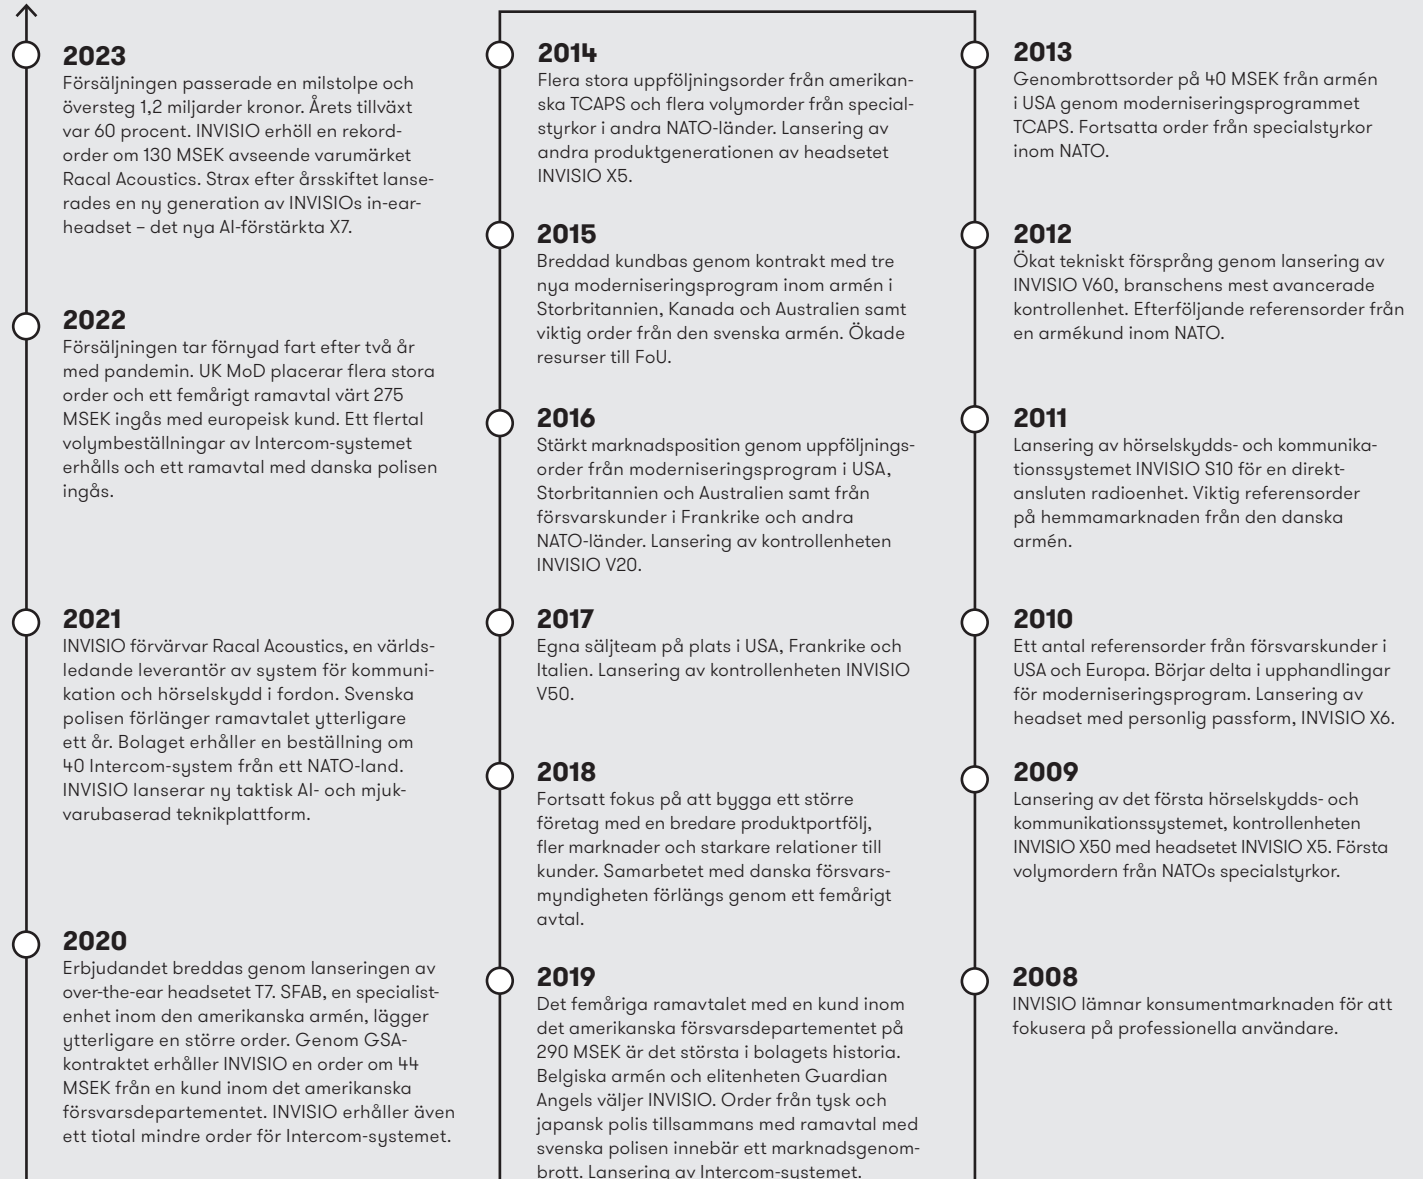 2023
Försäljningen passerade en milstolpe och
översteg 1,2 miljarder kronor. Årets tillväxt
var 60 procent. INVISIO erhöll en rekord-
order om 130 MSEK avseende varumärket
Racal Acoustics. Strax efter årsskiftet lanse-
rades en ny generation av INVISIOs in-ear-
headset – det nya AI-förstärkta X7.
2022
Försäljningen tar förnyad fart efter två år
med pandemin. UK MoD placerar flera stora
order och ett femårigt ramavtal värt 275
MSEK ingås med europeisk kund. Ett flertal
volymbeställningar av Intercom-systemet
erhålls och ett ramavtal med danska polisen
ingås.
2021
INVISIO förvärvar Racal Acoustics, en världs-
ledande leverantör av system för kommuni-
kation och hörselskydd i fordon. Svenska
polisen förlänger ramavtalet ytterligare
ett år. Bolaget erhåller en beställning om
40 Intercom-system från ett NATO-land.
INVISIO lanserar ny taktisk AI- och mjuk-
varubaserad teknikplattform.
2020
Erbjudandet breddas genom lanseringen av
over-the-ear headsetet T7. SFAB, en specialist-
enhet inom den amerikanska armén, lägger
ytterligare en större order. Genom GSA-
kontraktet erhåller INVISIO en order om 44
MSEK från en kund inom det amerikanska
försvarsdepartementet. INVISIO erhåller även
ett tiotal mindre order för Intercom-systemet.
2014
Flera stora uppföljningsorder från amerikan-
ska TCAPS och flera volymorder från special-
styrkor i andra NATO-länder. Lansering av
andra produktgenerationen av headsetet
INVISIO X5.
2015
Breddad kundbas genom kontrakt med tre
nya moderniseringsprogram inom armén i
Storbritannien, Kanada och Australien samt
viktig order från den svenska armén. Ökade
resurser till FoU.
2016
Stärkt marknadsposition genom uppföljnings-
order från moderniseringsprogram i USA,
Storbritannien och Australien samt från
försvarskunder i Frankrike och andra
NATO-länder. Lansering av kontrollenheten
INVISIO V20.
2017
Egna säljteam på plats i USA, Frankrike och
Italien. Lansering av kontrollenheten INVISIO
V50.
2018
Fortsatt fokus på att bygga ett större
företag med en bredare produktportfölj,
fler marknader och starkare relationer till
kunder. Samarbetet med danska försvars-
myndigheten förlängs genom ett femårigt
avtal.
2019
Det femåriga ramavtalet med en kund inom
det amerikanska försvarsdepartementet på
290 MSEK är det största i bolagets historia.
Belgiska armén och elitenheten Guardian
Angels väljer INVISIO. Order från tysk och
japansk polis tillsammans med ramavtal med
svenska polisen innebär ett marknadsgenom-
brott. Lansering av Intercom-systemet.
2013
Genombrottsorder på 40 MSEK från armén
i USA genom moderniseringsprogrammet
TCAPS. Fortsatta order från specialstyrkor
inom NATO.
2012
Ökat tekniskt försprång genom lansering av
INVISIO V60, branschens mest avancerade
kontrollenhet. Efterföljande referensorder från
en armékund inom NATO.
2011
Lansering av hörselskydds- och kommunika-
tionssystemet INVISIO S10 för en direkt-
ansluten radioenhet. Viktig referensorder
på hemmamarknaden från den danska
armén.
2010
Ett antal referensorder från försvarskunder i
USA och Europa. Börjar delta i upphandlingar
för moderniseringsprogram. Lansering av
headset med personlig passform, INVISIO X6.
2009
Lansering av det första hörselskydds- och
kommunikationssystemet, kontrollenheten
INVISIO X50 med headsetet INVISIO X5. Första
volymordern från NATOs specialstyrkor.
2008
INVISIO lämnar konsumentmarknaden för att
fokusera på professionella användare.